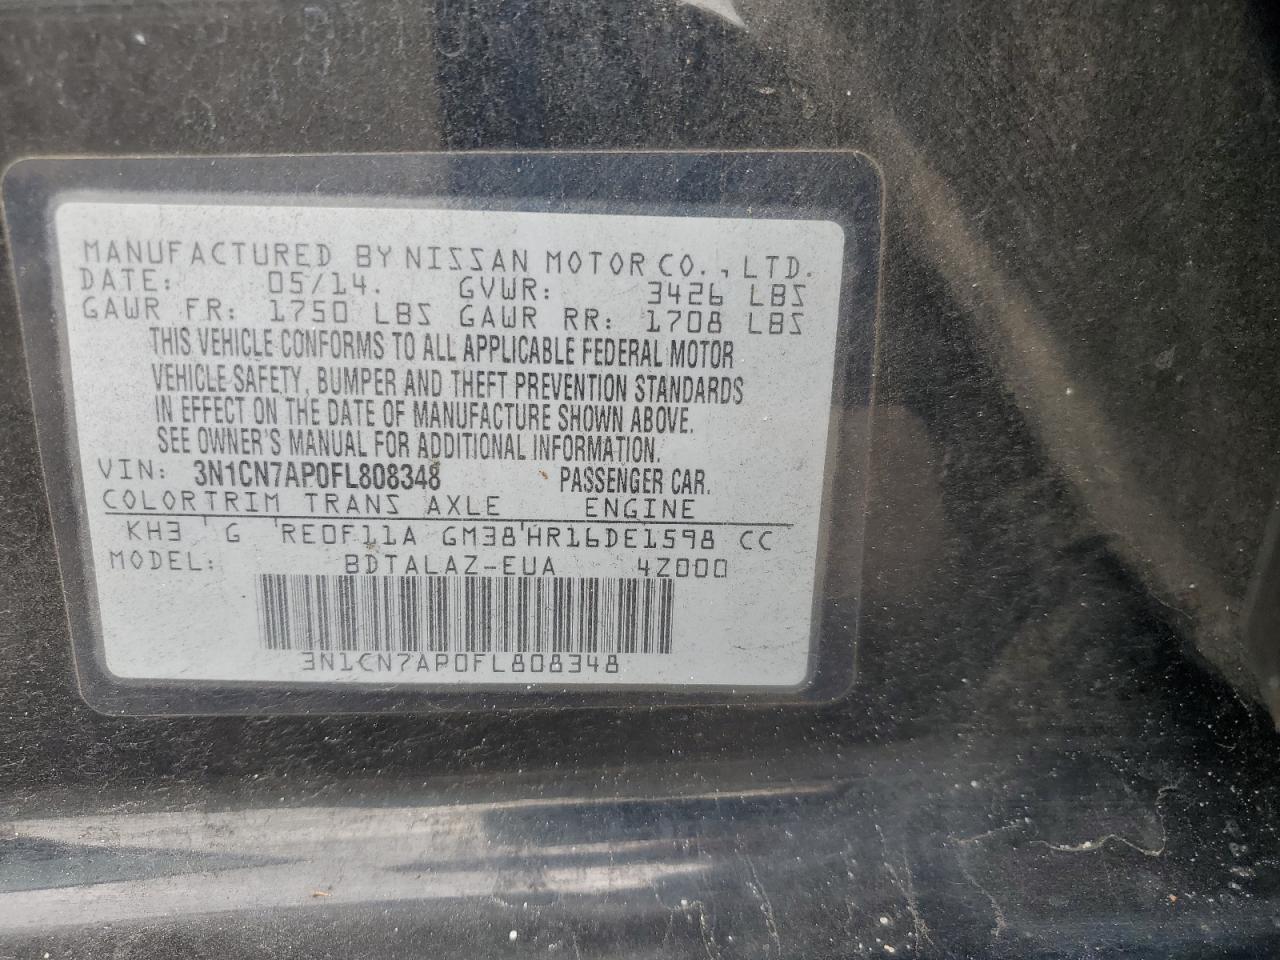 MANUFACTURED BY NISSAN MOTOR CO., LTD.
DATE: 05/14. GVWR: 3426 LBS
GAWR FR: 1750 LBS GAWR RR: 1708 LBS
THIS VEHICLE CONFORMS TO ALL APPLICABLE FEDERAL MOTOR
VEHICLE SAFETY, BUMPER AND THEFT PREVENTION STANDARDS
IN EFFECT ON THE DATE OF MANUFACTURE SHOWN ABOVE.
SEE OWNER'S MANUAL FOR ADDITIONAL INFORMATION.
VIN: 3N1CN7AP0FL808348 PASSENGER CAR.
COLORTRIM TRANS AXLE ENGINE
KH3 ' G RE0F11A GM38'HR16DE1598 CC
MODEL: BDTALAZ-EUA 4Z000
3N1CN7AP0FL808348